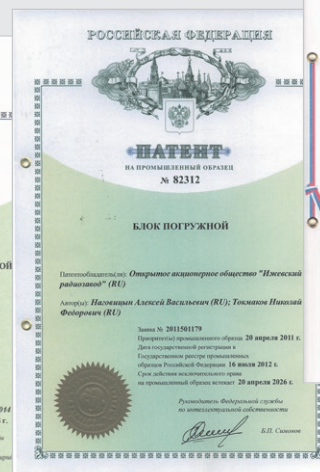 РОССИЙСКАЯ ФЕДЕРАЦИЯ
ПАТЕНТ
НА ПРОМЫШЛЕННЫЙ ОБРАЗЕЦ
№ 82312
БЛОК ПОГРУЖНОЙ
Патентообладатель(ли): Открытое акционерное общество "Ижевский
радиозавод" (RU)
Автор(ы): Наговицын Алексей Васильевич (RU); Токмаков Николай
Федорович (RU)
Заявка № 2011501179
Приоритет(ы) промышленного образца 20 апреля 2011 г.
Дата государственной регистрации в
Государственном реестре промышленных
образцов Российской Федерации 16 июля 2012 г.
Срок действия исключительного права
на промышленный образец истекает 20 апреля 2026 г.
Руководитель Федеральной службы
по интеллектуальной собственности
Б.П. Симонов
2014